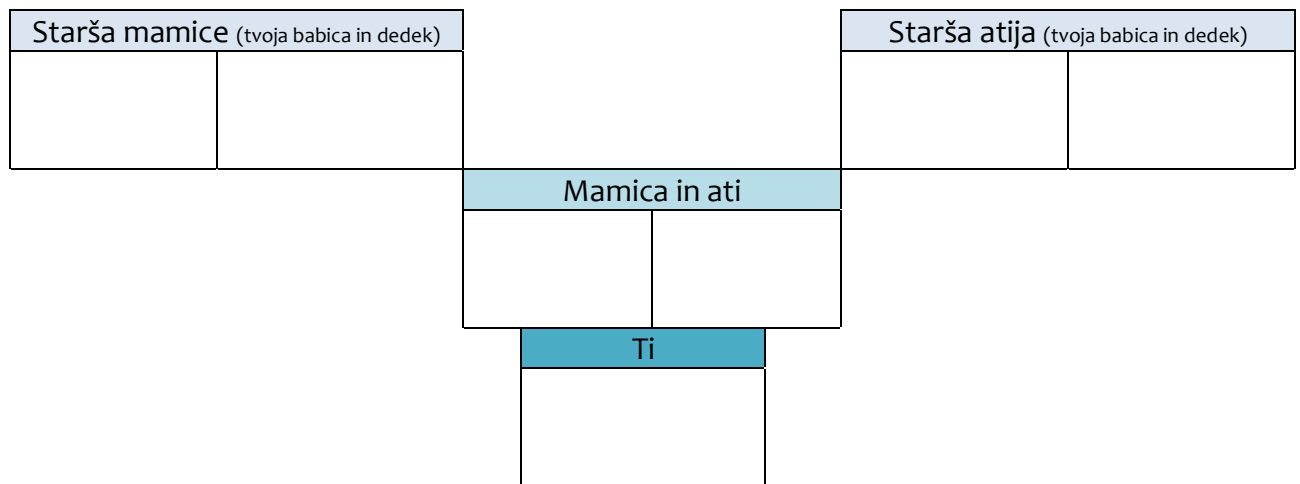 Starša mamice (tvoja babica in dedek)
Starša atija (tvoja babica in dedek)
Mamica in ati
Ti